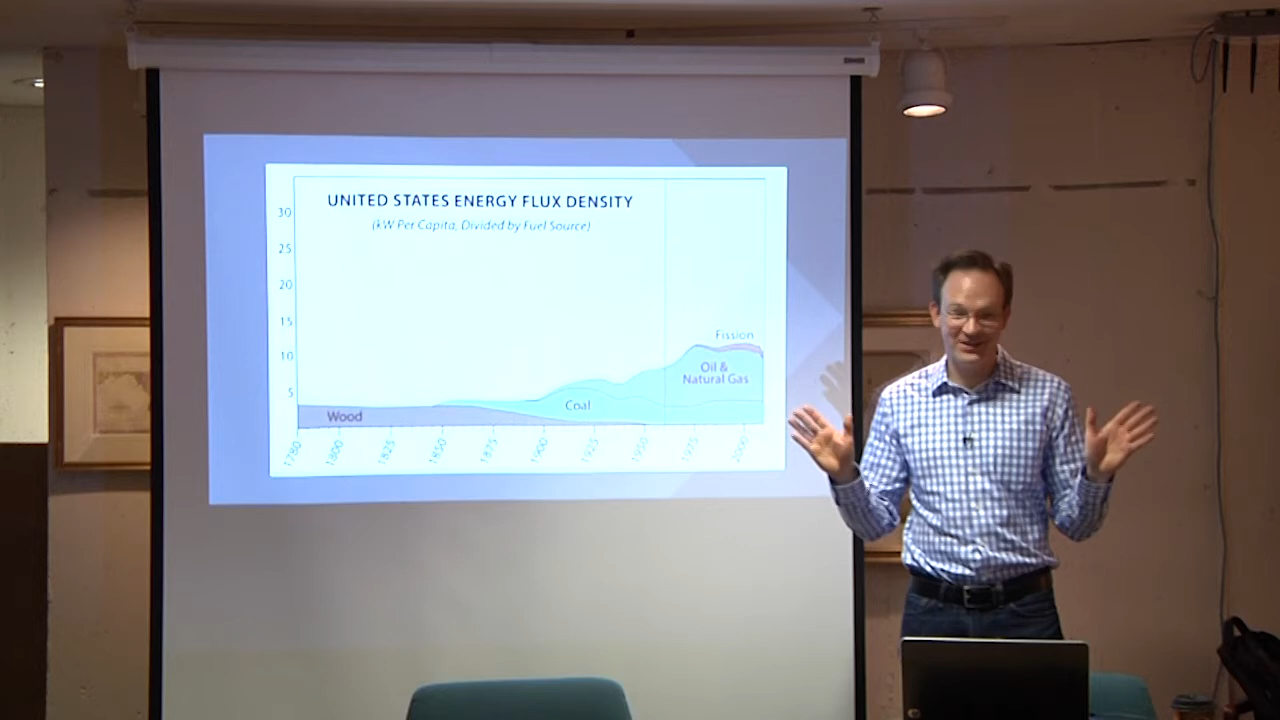 UNITED STATES ENERGY FLUX DENSITY
(kW Per Capita, Divided by Fuel Source)
30
25
20
15
10
5
Fission
Oil &
Natural Gas
Coal
Wood
1780 1800 1825 1850 1875 1900 1925 1950 1975 2000